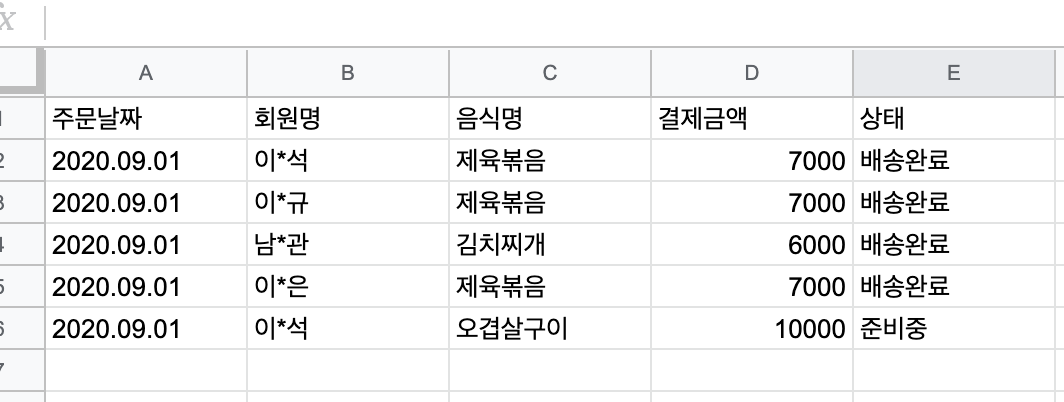 fx
A B C D E
1 주문날짜 회원명 음식명 결제금액 상태
2 2020.09.01 이*석 제육볶음 7000 배송완료
3 2020.09.01 이*규 제육볶음 7000 배송완료
4 2020.09.01 남*관 김치찌개 6000 배송완료
5 2020.09.01 이*은 제육볶음 7000 배송완료
6 2020.09.01 이*석 오겹살구이 10000 준비중
7